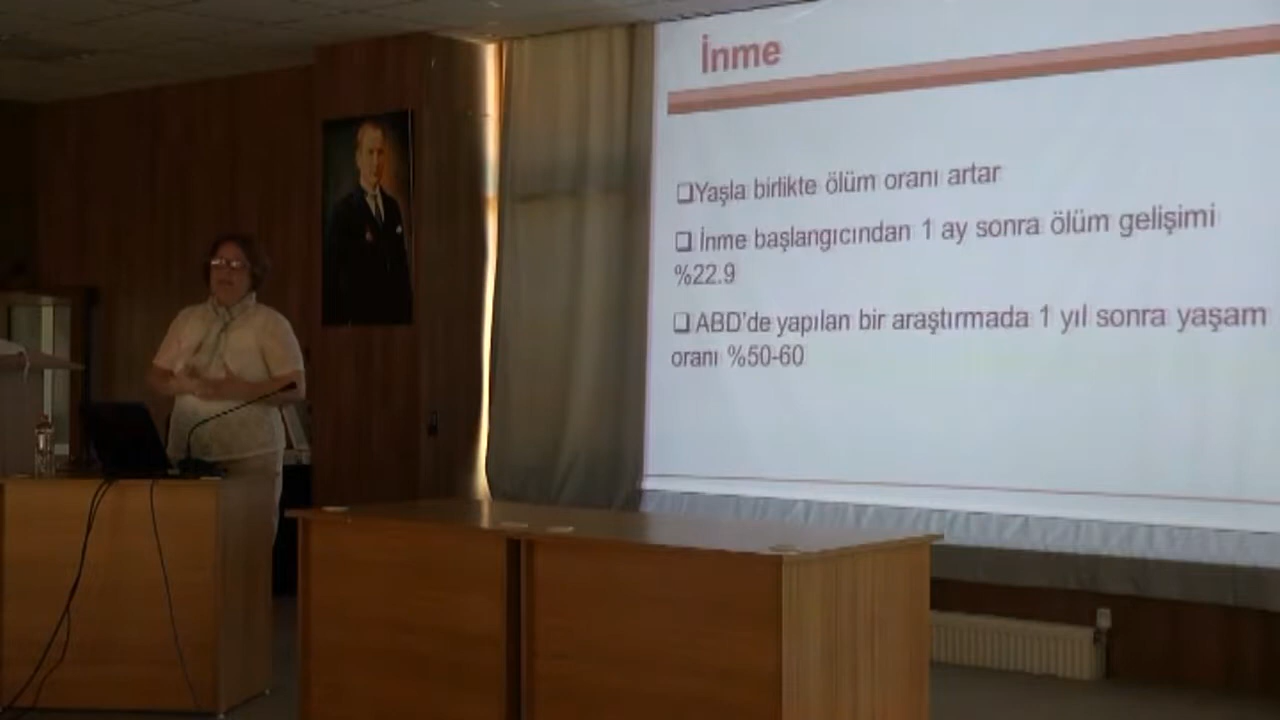 İnme
❑Yaşla birlikte ölüm oranı artar
❑ İnme başlangıcından 1 ay sonra ölüm gelişimi
%22.9
❑ ABD'de yapılan bir araştırmada 1 yıl sonra yaşam
oranı %50-60